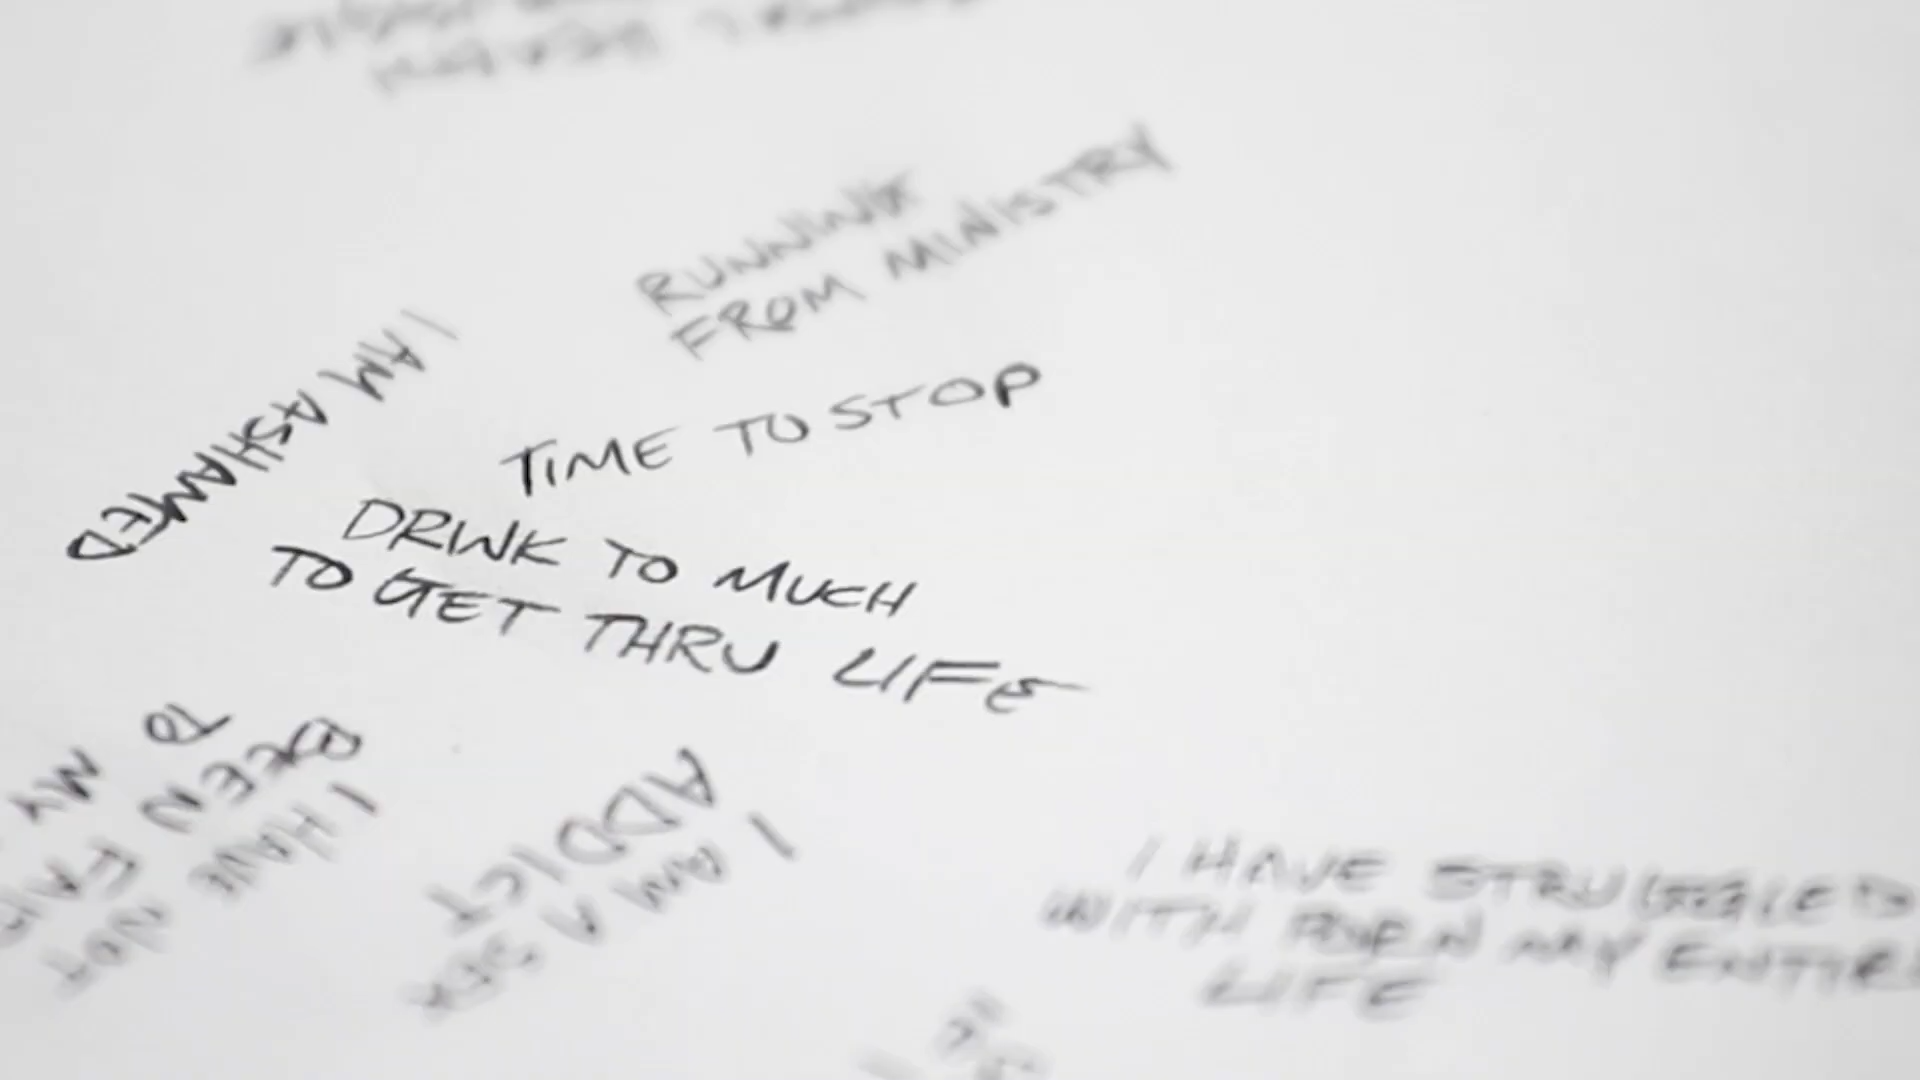 RUNNING
FROM MINISTRY
I AM ASHAMED
TIME TO STOP
DRINK TO MUCH
TO GET THRU LIFE
I HAVE NOT
BEEN
TO MY
I AM A SEX
ADDICT
I HAVE STRUGGLED
WITH PORN MY ENTIRE
LIFE